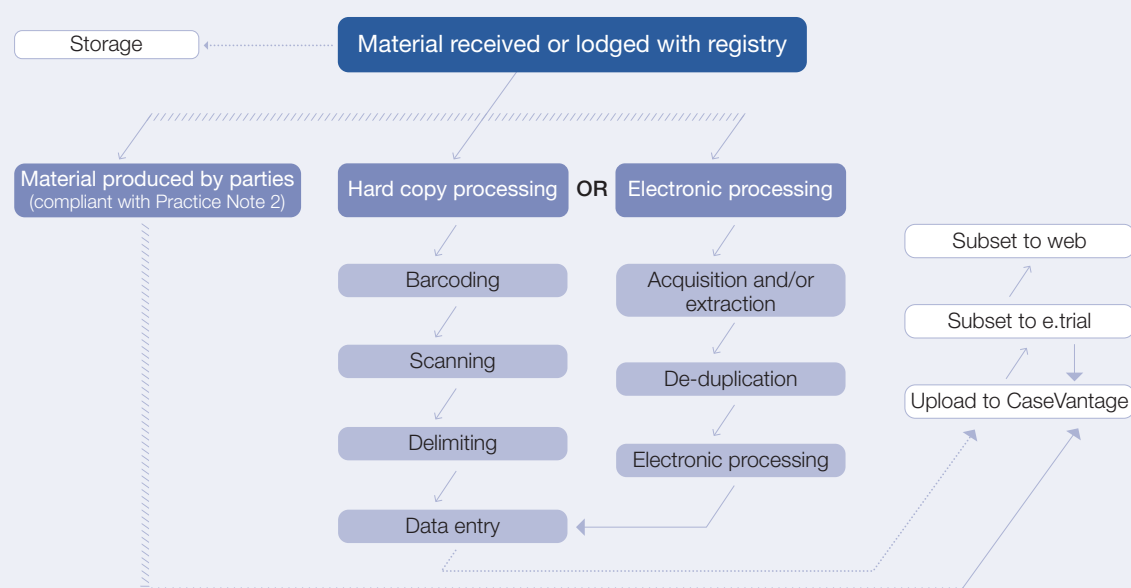 Storage
Material received or lodged with registry
Material produced by parties
(compliant with Practice Note 2)
Hard copy processing
OR
Electronic processing
Barcoding
Scanning
Delimiting
Data entry
Acquisition and/or
extraction
De-duplication
Electronic processing
Subset to web
Subset to e.trial
Upload to CaseVantage